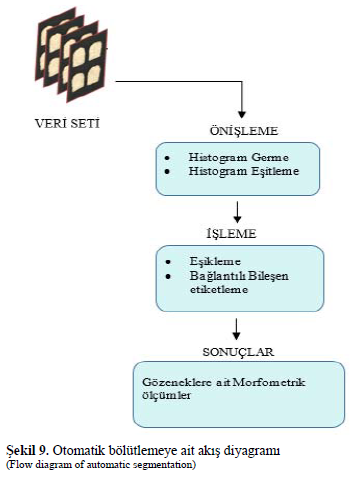 VERİ SETİ
ÖNİŞLEME
• Histogram Germe
• Histogram Eşitleme
İŞLEME
• Eşikleme
• Bağlantılı Bileşen
etiketleme
SONUÇLAR
Gözeneklere ait Morfometrik
ölçümler
Şekil 9. Otomatik bölütlemeye ait akış diyagramı
(Flow diagram of automatic segmentation)